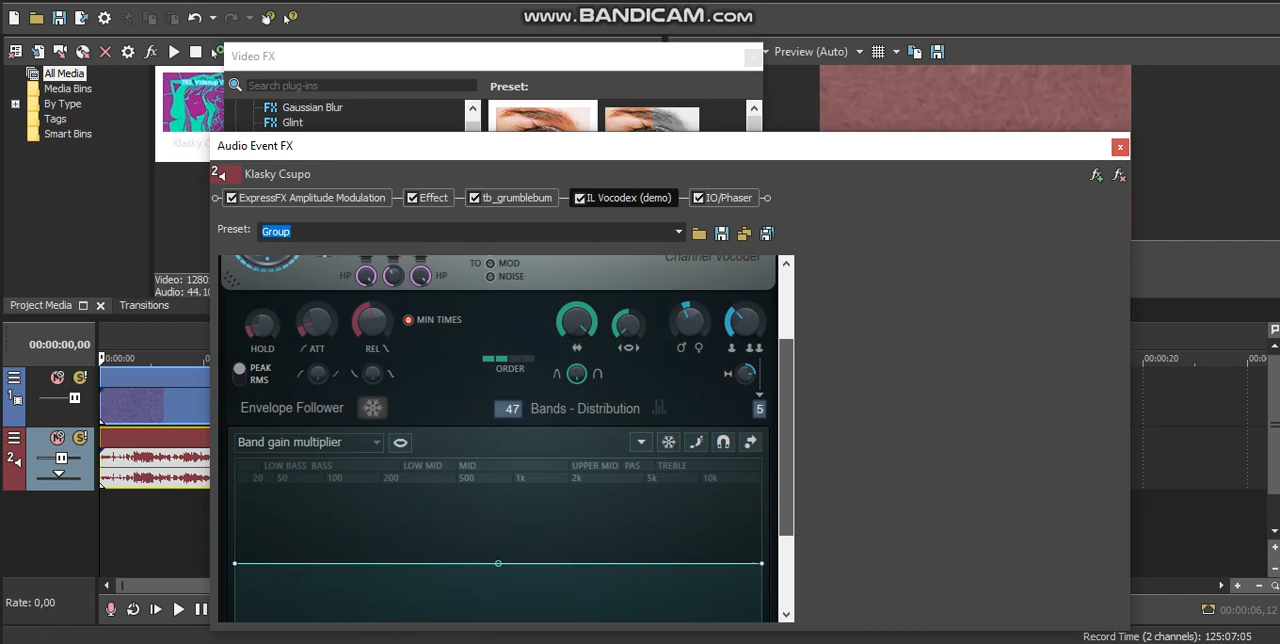 www.BANDICAM.com
Video FX
Preview (Auto)
All Media
Media Bins
By Type
Tags
Smart Bins
Search plug-ins
Preset:
FX Gaussian Blur
FX Glint
Klasky C
Audio Event FX
2 Klasky Csupo
ExpressFX Amplitude Modulation
Effect
tb_grumblebum
IL Vocodex (demo)
IO/Phaser
Preset:
Group
Channel vocoder
HP
HP
TO
MOD
NOISE
Video: 1280
Audio: 44.10
Project Media
Transitions
HOLD
ATT
REL
MIN TIMES
PEAK
RMS
ORDER
Envelope Follower
47
Bands - Distribution
5
Band gain multiplier
LOW BASS BASS LOW MID MID UPPER MID PAS TREBLE
20 50 100 200 500 1k 2k 5k 10k
00:00:00,00
0:00:00
00:00:20
00:0
1
2
Rate: 0,00
00:00:06,12
Record Time (2 channels): 125:07:05